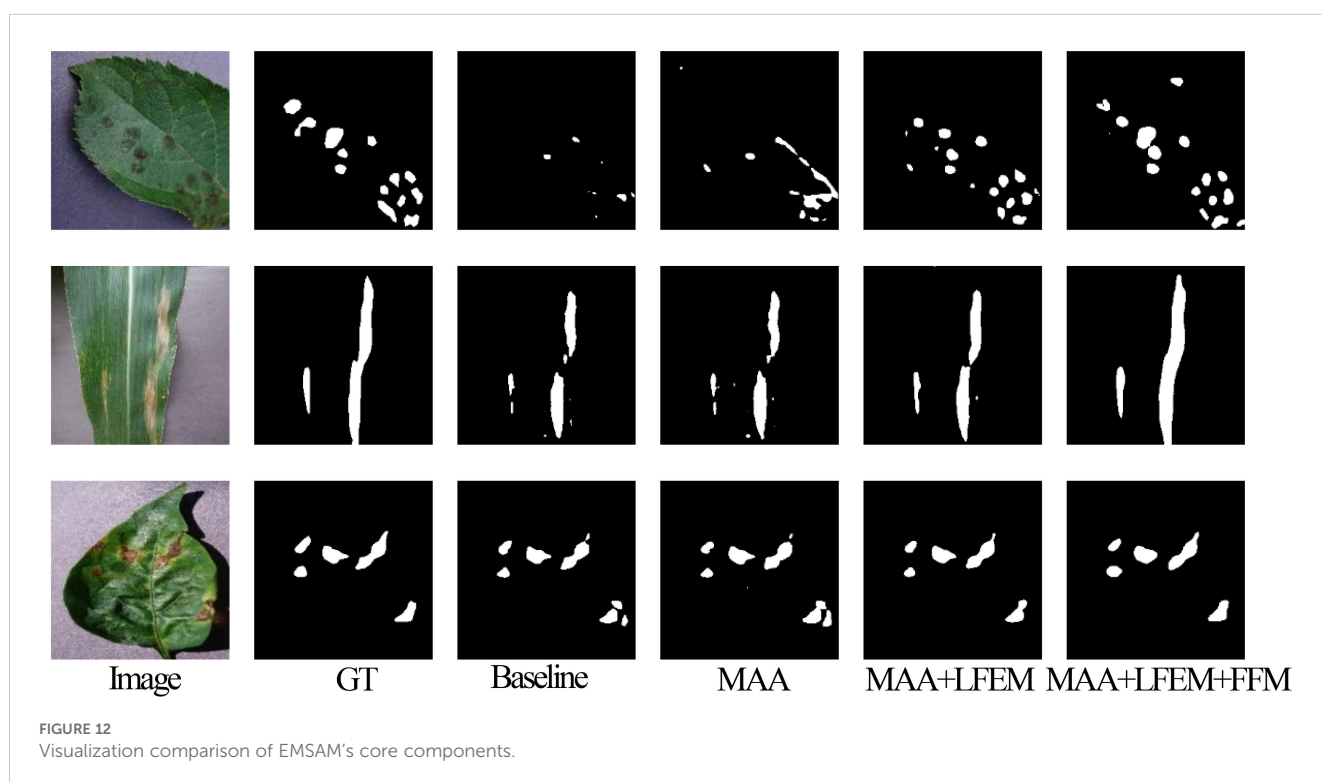 Image GT Baseline MAA MAA+LFEM MAA+LFEM+FFM
FIGURE 12
Visualization comparison of EMSAM's core components.